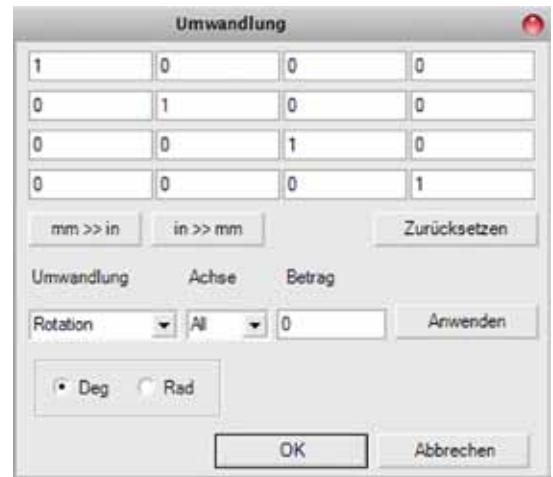 Umwandlung
1 0 0 0
0 1 0 0
0 0 1 0
0 0 0 1
mm >> in in >> mm Zurücksetzen
Umwandlung Achse Betrag
Rotation All 0 Anwenden
Deg Rad
OK Abbrechen